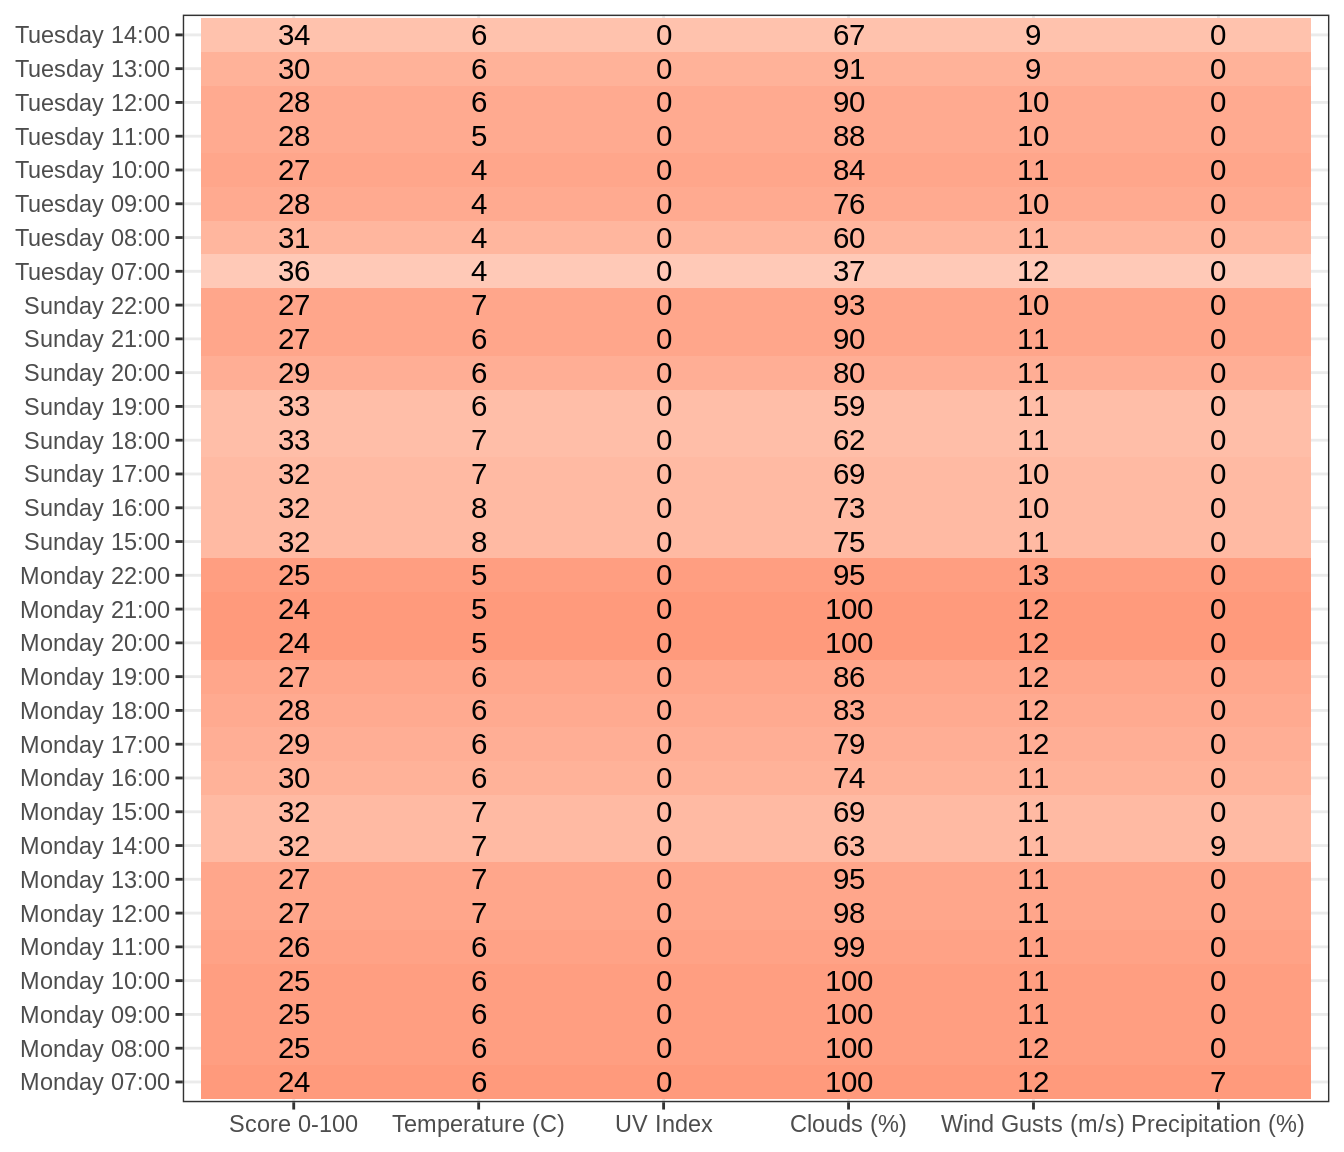 Tuesday 14:00 34 6 0 67 9 0
Tuesday 13:00 30 6 0 91 9 0
Tuesday 12:00 28 6 0 90 10 0
Tuesday 11:00 28 5 0 88 10 0
Tuesday 10:00 27 4 0 84 11 0
Tuesday 09:00 28 4 0 76 10 0
Tuesday 08:00 31 4 0 60 11 0
Tuesday 07:00 36 4 0 37 12 0
Sunday 22:00 27 7 0 93 10 0
Sunday 21:00 27 6 0 90 11 0
Sunday 20:00 29 6 0 80 11 0
Sunday 19:00 33 6 0 59 11 0
Sunday 18:00 33 7 0 62 11 0
Sunday 17:00 32 7 0 69 10 0
Sunday 16:00 32 8 0 73 10 0
Sunday 15:00 32 8 0 75 11 0
Monday 22:00 25 5 0 95 13 0
Monday 21:00 24 5 0 100 12 0
Monday 20:00 24 5 0 100 12 0
Monday 19:00 27 6 0 86 12 0
Monday 18:00 28 6 0 83 12 0
Monday 17:00 29 6 0 79 12 0
Monday 16:00 30 6 0 74 11 0
Monday 15:00 32 7 0 69 11 0
Monday 14:00 32 7 0 63 11 9
Monday 13:00 27 7 0 95 11 0
Monday 12:00 27 7 0 98 11 0
Monday 11:00 26 6 0 99 11 0
Monday 10:00 25 6 0 100 11 0
Monday 09:00 25 6 0 100 11 0
Monday 08:00 25 6 0 100 12 0
Monday 07:00 24 6 0 100 12 7
Score 0-100 Temperature (C) UV Index Clouds (%) Wind Gusts (m/s) Precipitation (%)